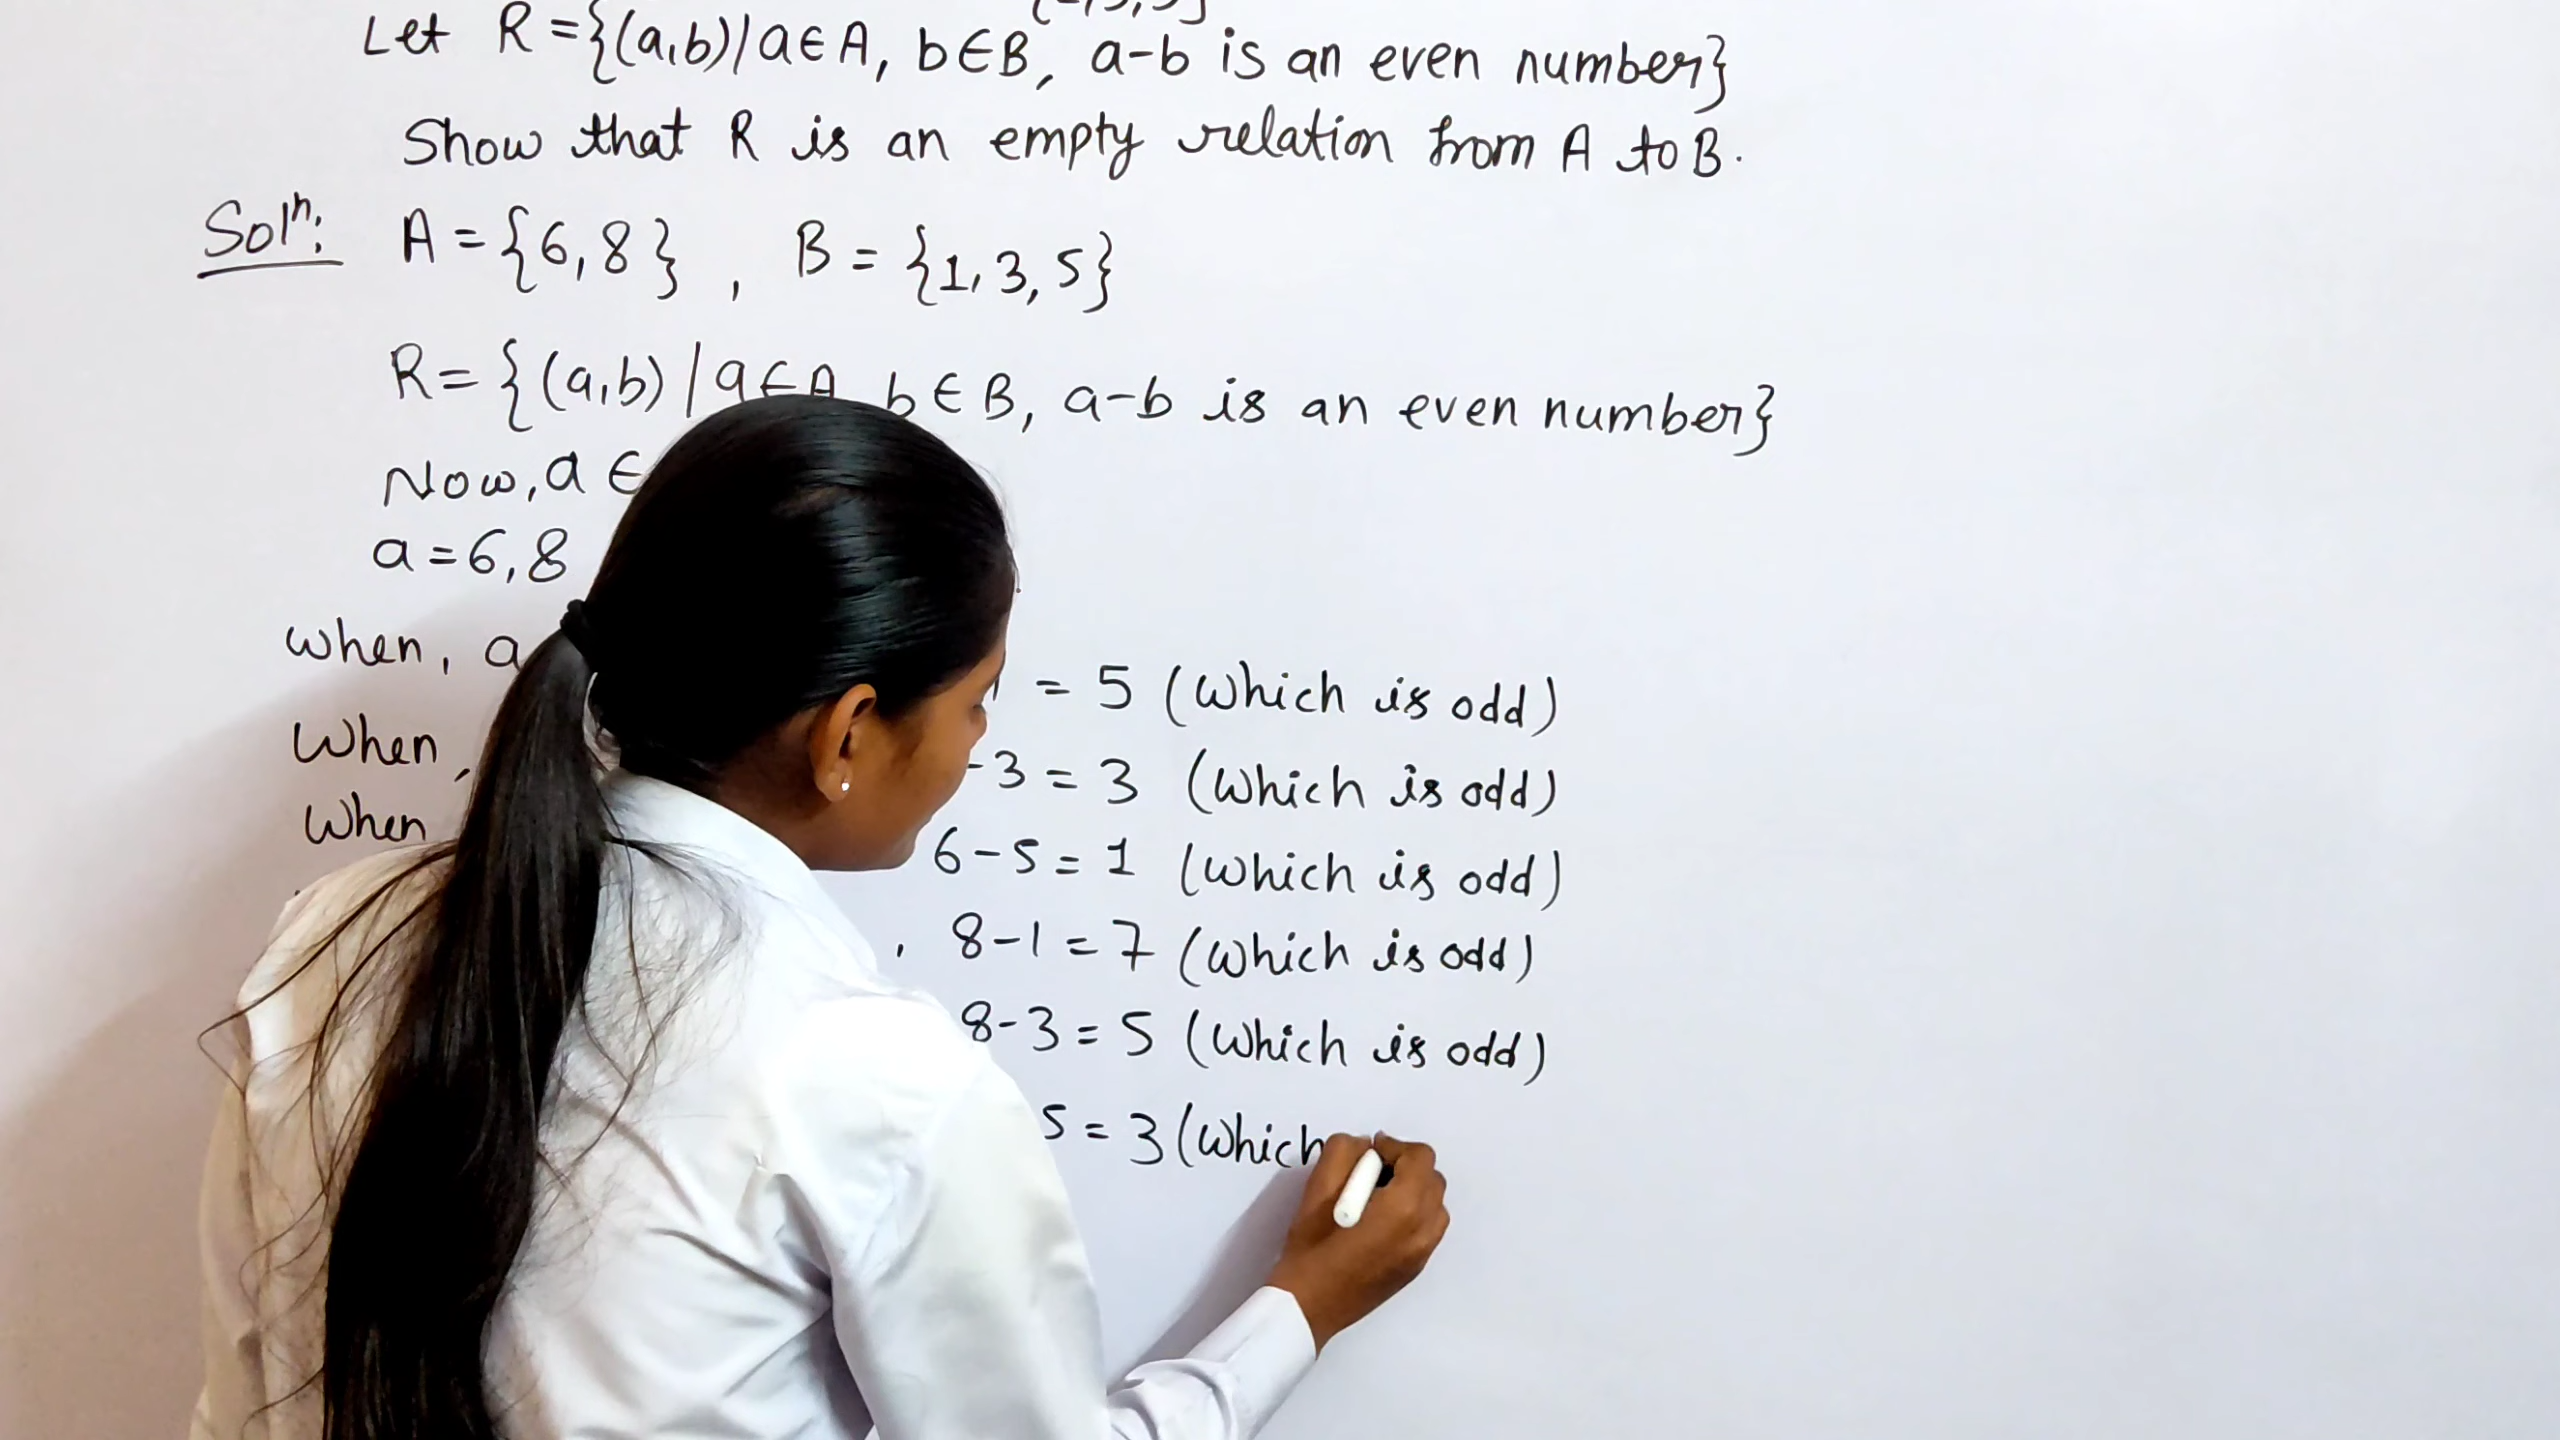 Let R = {(a,b)/a∈A, b∈B, a-b is an even number}
Show that R is an empty relation from A to B.
Solⁿ: A = {6,8} , B = {1,3,5}
R = {(a,b) / a∈A b∈B, a-b is an even number}
Now, a ∈
a = 6,8
when, a = 5 (Which is odd)
When, -3 = 3 (Which is odd)
When 6-5 = 1 (Which is odd)
, 8-1 = 7 (Which is odd)
8-3 = 5 (Which is odd)
5 = 3 (Which